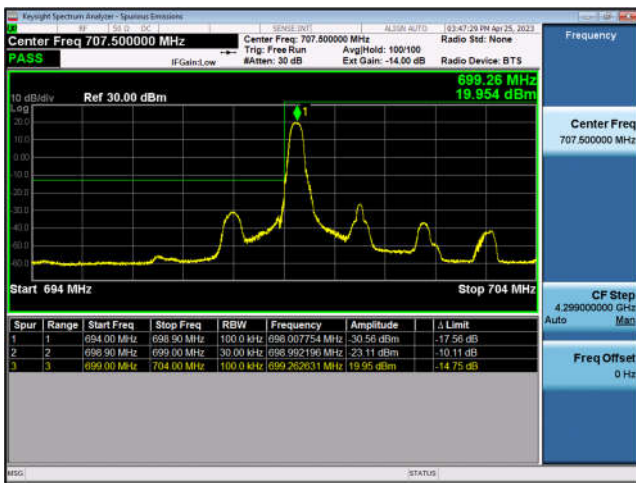 Keysight Spectrum Analyzer - Spurious Emissions
RF 50 Ω DC SENSE:INT ALIGN AUTO 03:47:29 PM Apr 25, 2023
Center Freq 707.500000 MHz
Center Freq: 707.500000 MHz
Radio Std: None
Trig: Free Run Avg|Hold: 100/100
PASS
IFGain:Low #Atten: 30 dB Ext Gain: -14.00 dB Radio Device: BTS
699.26 MHz
19.954 dBm
10 dB/div Ref 30.00 dBm
Log
20.0
10.0
0.00
-10.0
-20.0
-30.0
-40.0
-50.0
-60.0
1
Start 694 MHz Stop 704 MHz
Spur Range Start Freq Stop Freq RBW Frequency Amplitude Δ Limit
1 1 694.00 MHz 698.90 MHz 100.0 kHz 698.007754 MHz -30.56 dBm -17.56 dB
2 2 698.90 MHz 699.00 MHz 30.00 kHz 698.992196 MHz -23.11 dBm -10.11 dB
3 3 699.00 MHz 704.00 MHz 100.0 kHz 699.262631 MHz 19.95 dBm -14.75 dB
Frequency
Center Freq
707.500000 MHz
CF Step
4.299000000 GHz
Auto Man
Freq Offset
0 Hz
MSG STATUS